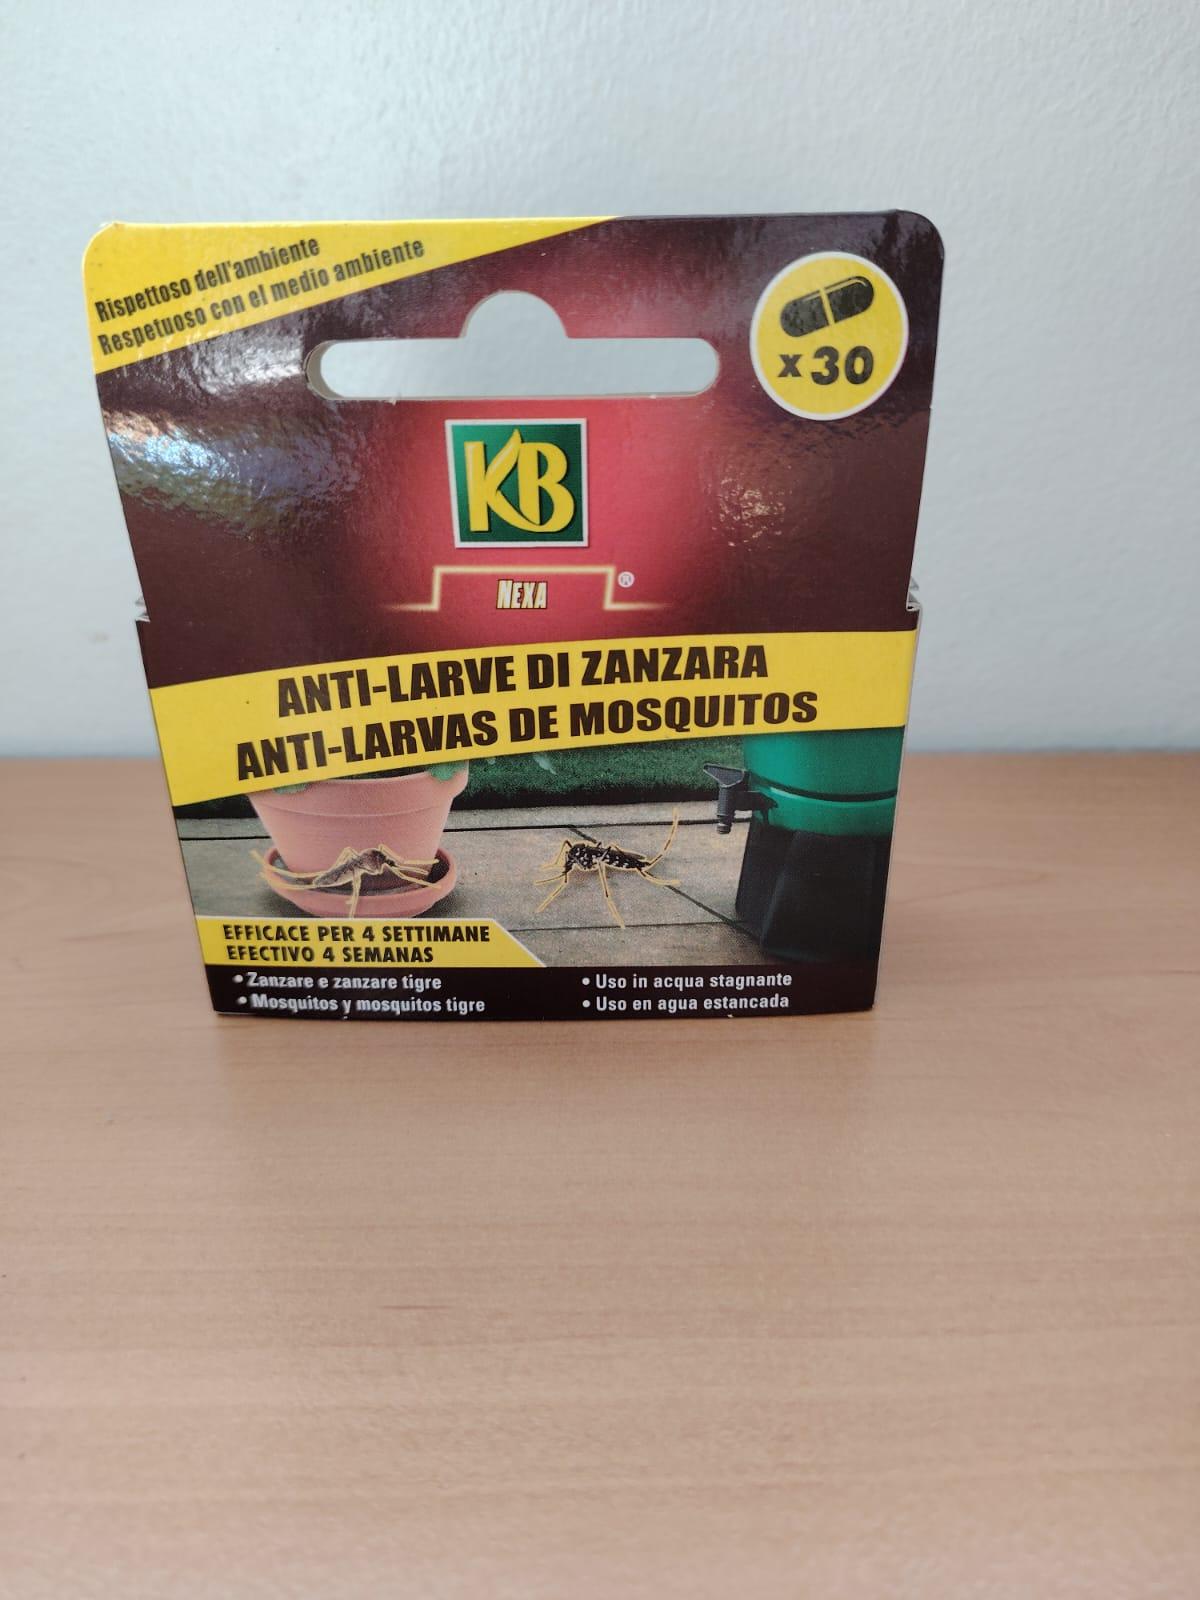 Rispettoso dell'ambiente
Respetuoso con el medio ambiente
x30
KB
NEXA®
ANTI-LARVE DI ZANZARA
ANTI-LARVAS DE MOSQUITOS
EFFICACE PER 4 SETTIMANE
EFECTIVO 4 SEMANAS
• Zanzare e zanzare tigre
• Mosquitos y mosquitos tigre
• Uso in acqua stagnante
• Uso en agua estancada